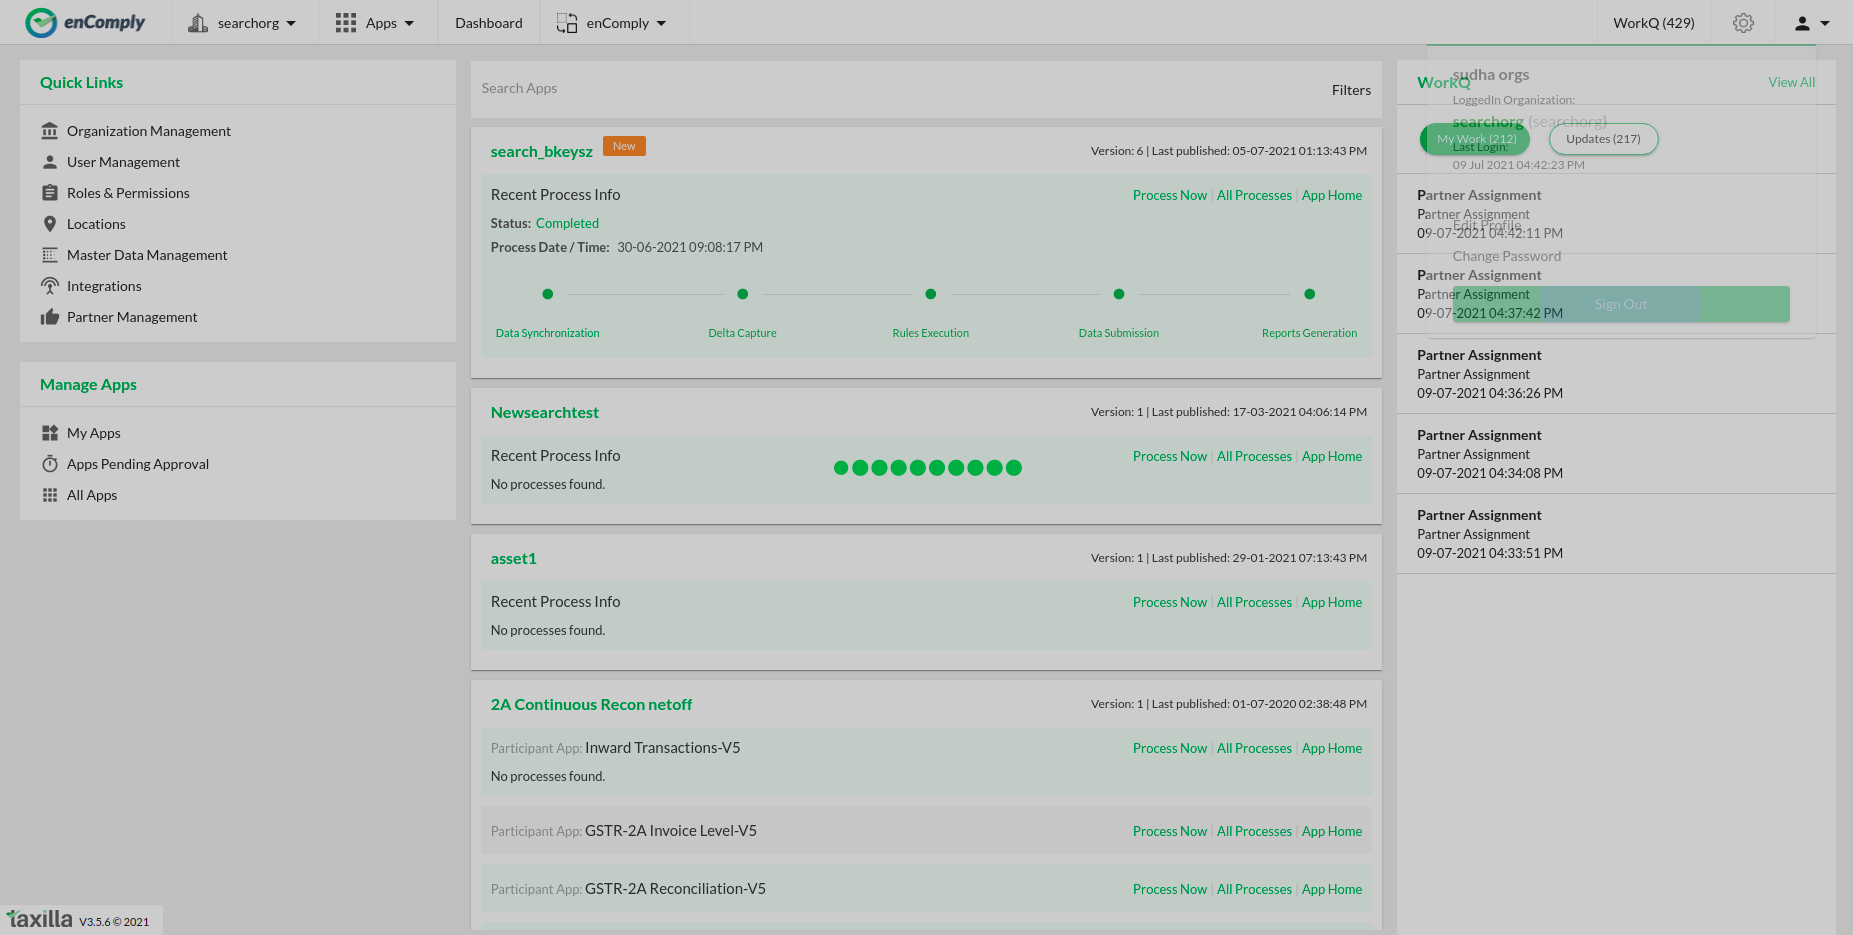 enComply
searchorg
Apps
Dashboard
enComply
WorkQ (429)
Quick Links
Organization Management
User Management
Roles & Permissions
Locations
Master Data Management
Integrations
Partner Management
Manage Apps
My Apps
Apps Pending Approval
All Apps
Search Apps
Filters
search_bkeysz
New
Version: 6 | Last published: 05-07-2021 01:13:43 PM
Recent Process Info
Process Now | All Processes | App Home
Status: Completed
Process Date / Time: 30-06-2021 09:08:17 PM
Data Synchronization
Delta Capture
Rules Execution
Data Submission
Reports Generation
Newsearchtest
Version: 1 | Last published: 17-03-2021 04:06:14 PM
Recent Process Info
Process Now | All Processes | App Home
No processes found.
asset1
Version: 1 | Last published: 29-01-2021 07:13:43 PM
Recent Process Info
Process Now | All Processes | App Home
No processes found.
2A Continuous Recon netoff
Version: 1 | Last published: 01-07-2020 02:38:48 PM
Participant App: Inward Transactions-V5
Process Now | All Processes | App Home
No processes found.
Participant App: GSTR-2A Invoice Level-V5
Process Now | All Processes | App Home
Participant App: GSTR-2A Reconciliation-V5
Process Now | All Processes | App Home
WorkQ
View All
My Work (212)
Updates (217)
Partner Assignment
Partner Assignment
09-07-2021 04:42:11 PM
Partner Assignment
Partner Assignment
09-07-2021 04:37:42 PM
Partner Assignment
Partner Assignment
09-07-2021 04:36:26 PM
Partner Assignment
Partner Assignment
09-07-2021 04:34:08 PM
Partner Assignment
Partner Assignment
09-07-2021 04:33:51 PM
sudha orgs
LoggedIn Organization:
searchorg (searchorg)
Last Login:
09 Jul 2021 04:42:23 PM
Edit Profile
Change Password
Sign Out
taxilla V3.5.6 © 2021